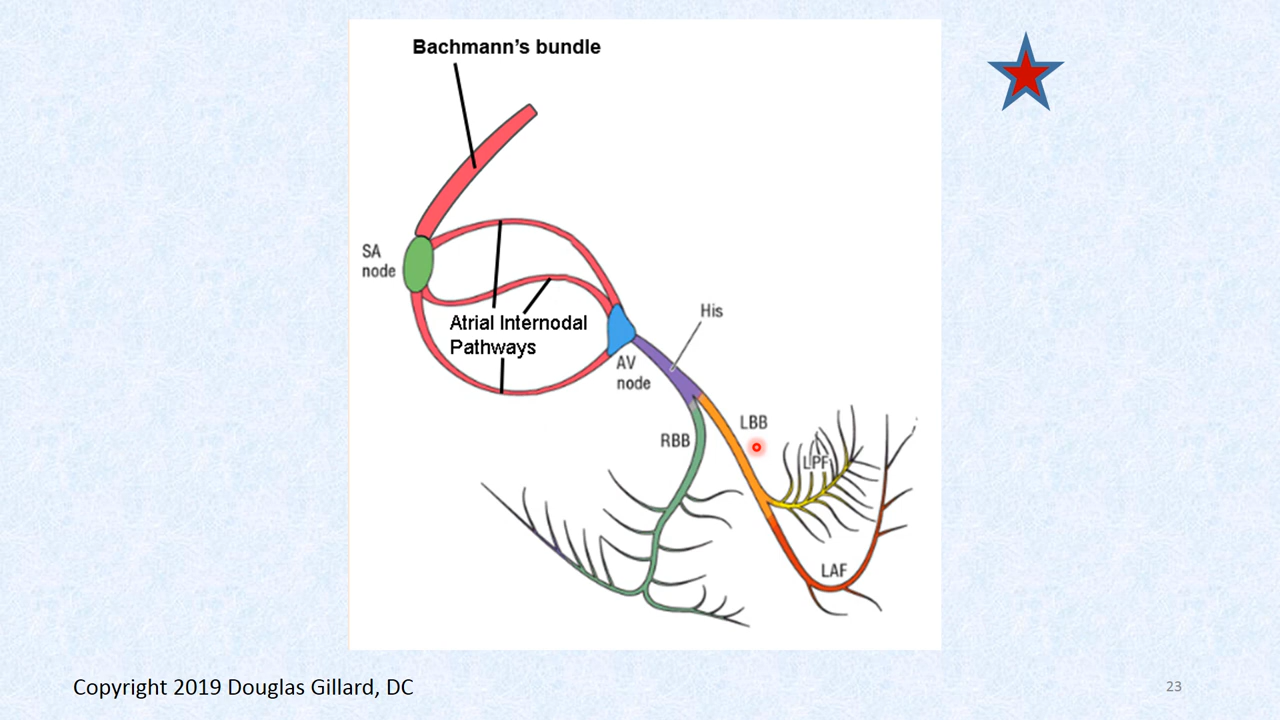 Bachmann's bundle
SA
node
Atrial Internodal
Pathways
His
AV
node
LBB
RBB
LPF
LAF
Copyright 2019 Douglas Gillard, DC
23